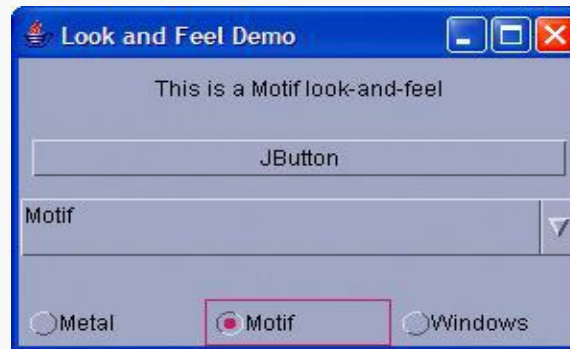 Look and Feel Demo
This is a Motif look-and-feel
JButton
Motif
Metal Motif Windows